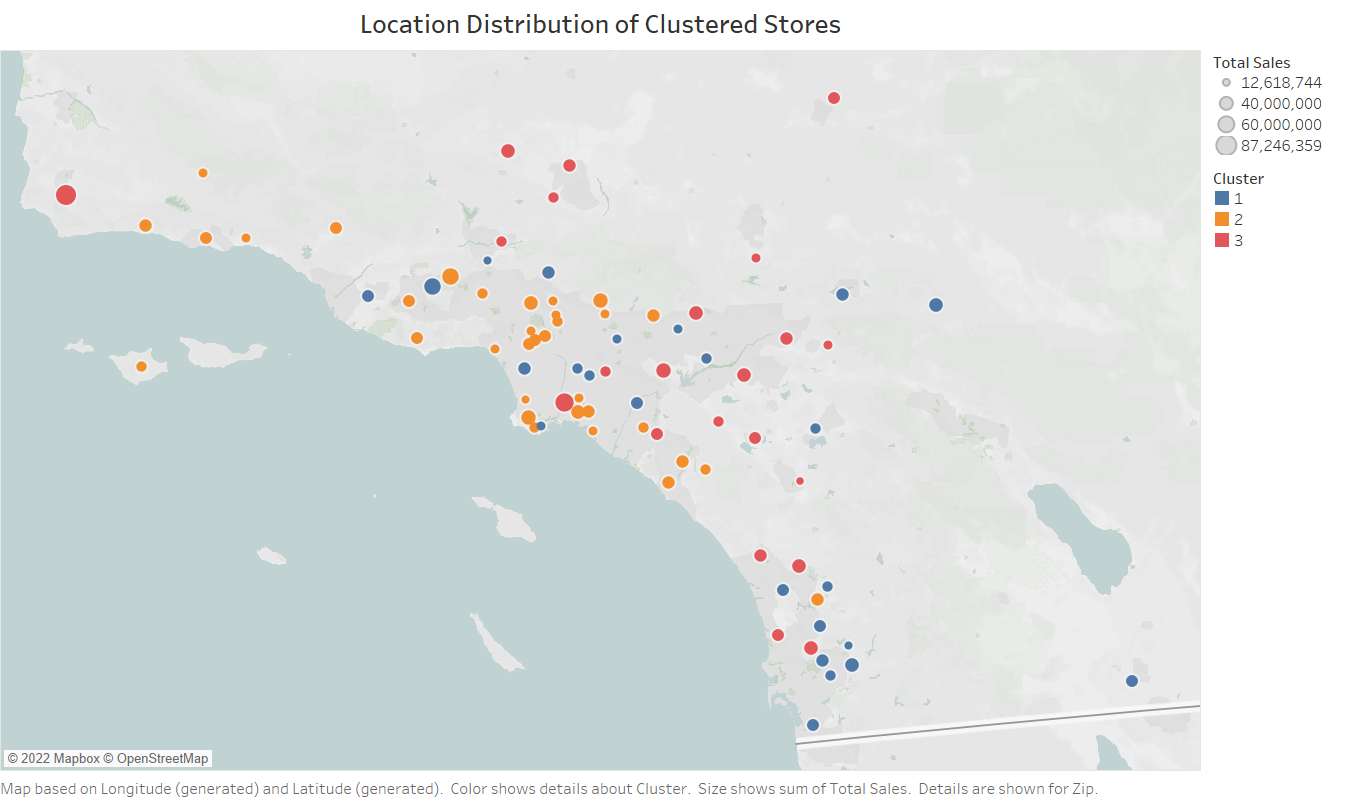 Location Distribution of Clustered Stores
Total Sales
12,618,744
40,000,000
60,000,000
87,246,359
Cluster
1
2
3
© 2022 Mapbox © OpenStreetMap
Map based on Longitude (generated) and Latitude (generated).  Color shows details about Cluster.  Size shows sum of Total Sales.  Details are shown for Zip.